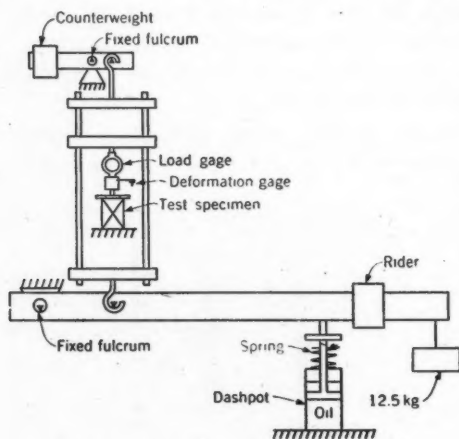 Counterweight
Fixed fulcrum
Load gage
Deformation gage
Test specimen
Rider
Fixed fulcrum
Spring
12.5 kg
Dashpot
Oil